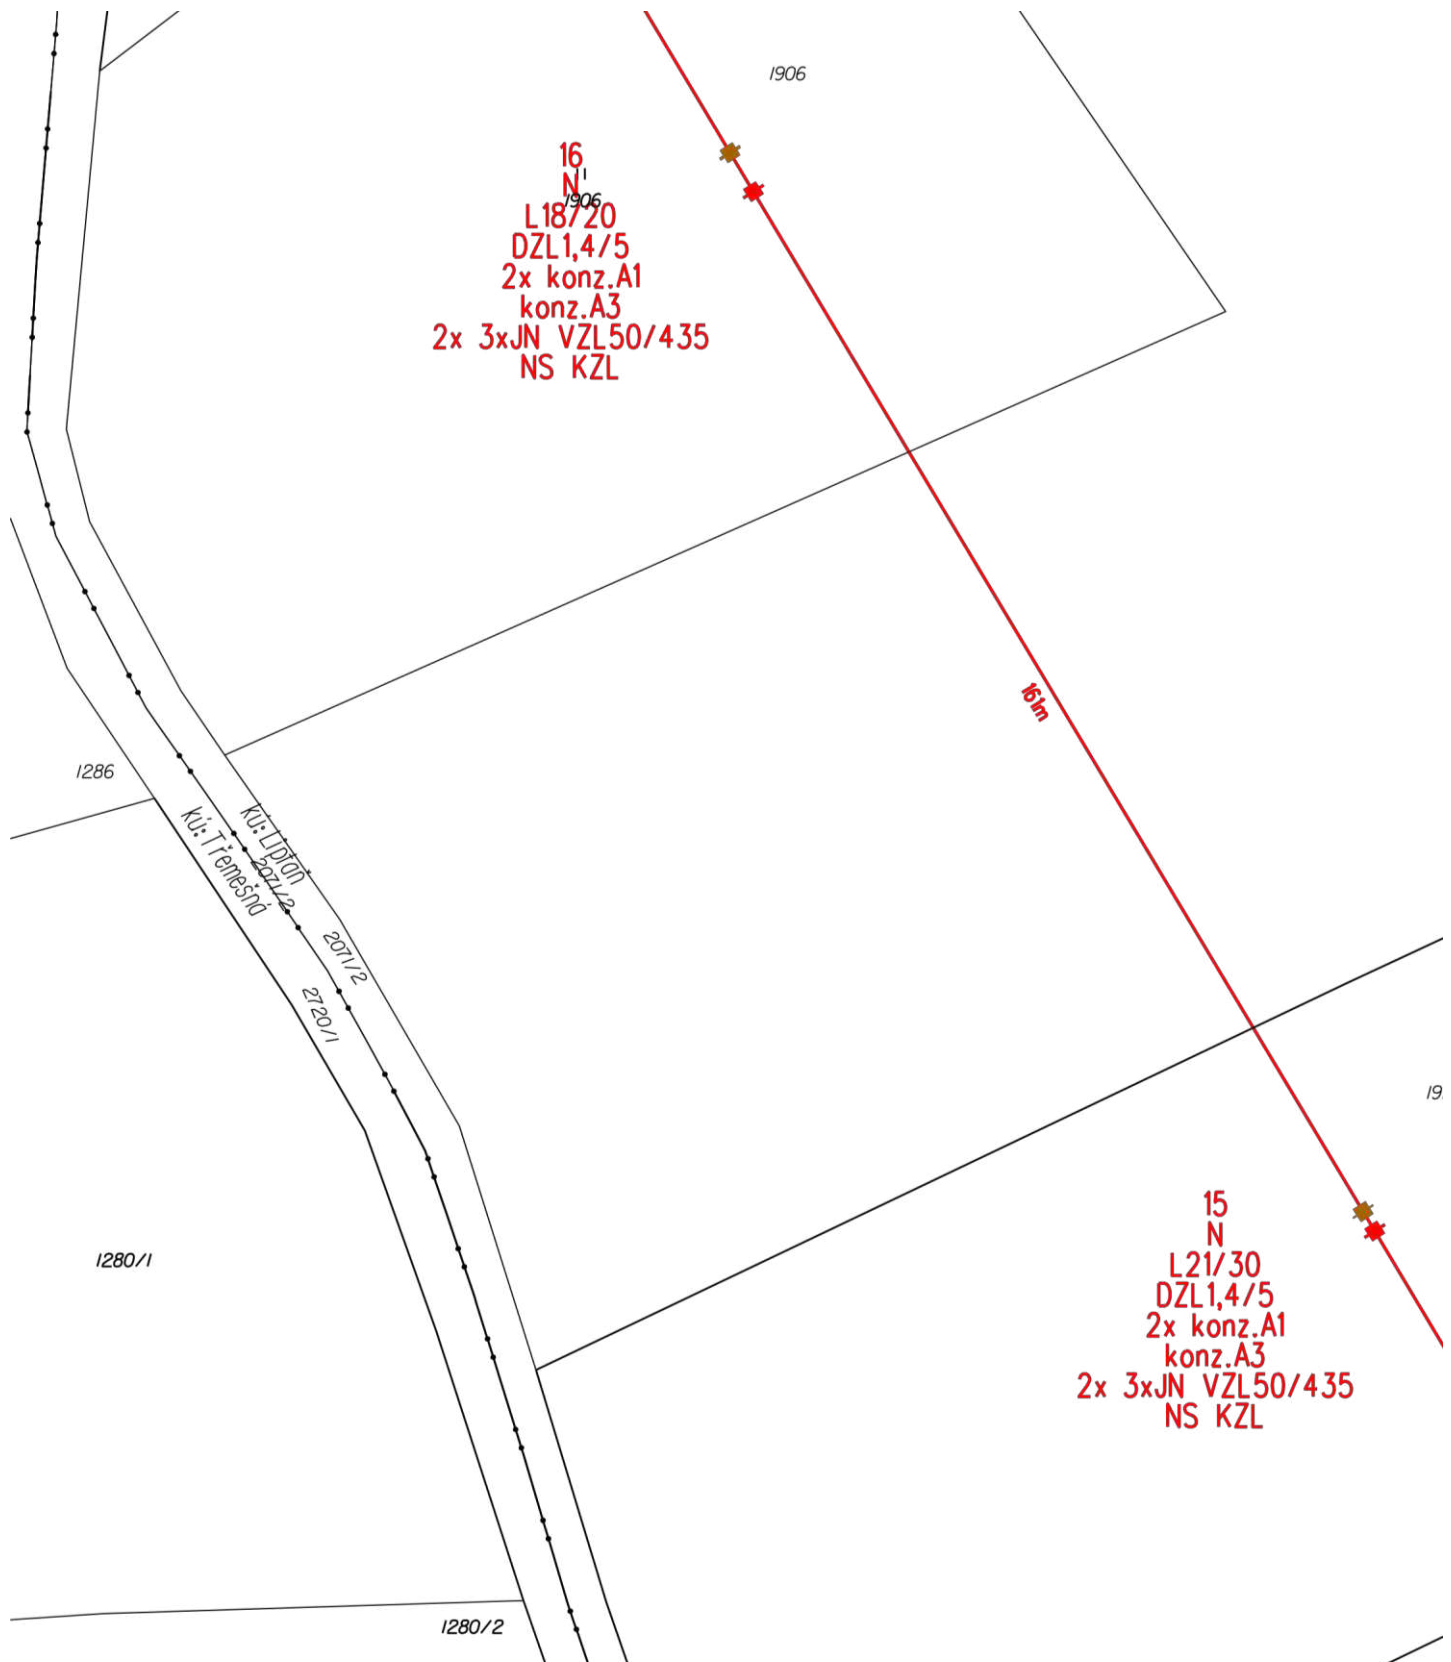 1906
16
N
1906
L18/20
DZL1,4/5
2x konz.A1
konz.A3
2x 3xJN VZL50/435
NS KZL
161m
1286
kú: Liptaň
kú: Třemešná
2071/2
2071/2
2720/1
1280/1
15
N
L21/30
DZL1,4/5
2x konz.A1
konz.A3
2x 3xJN VZL50/435
NS KZL
1280/2